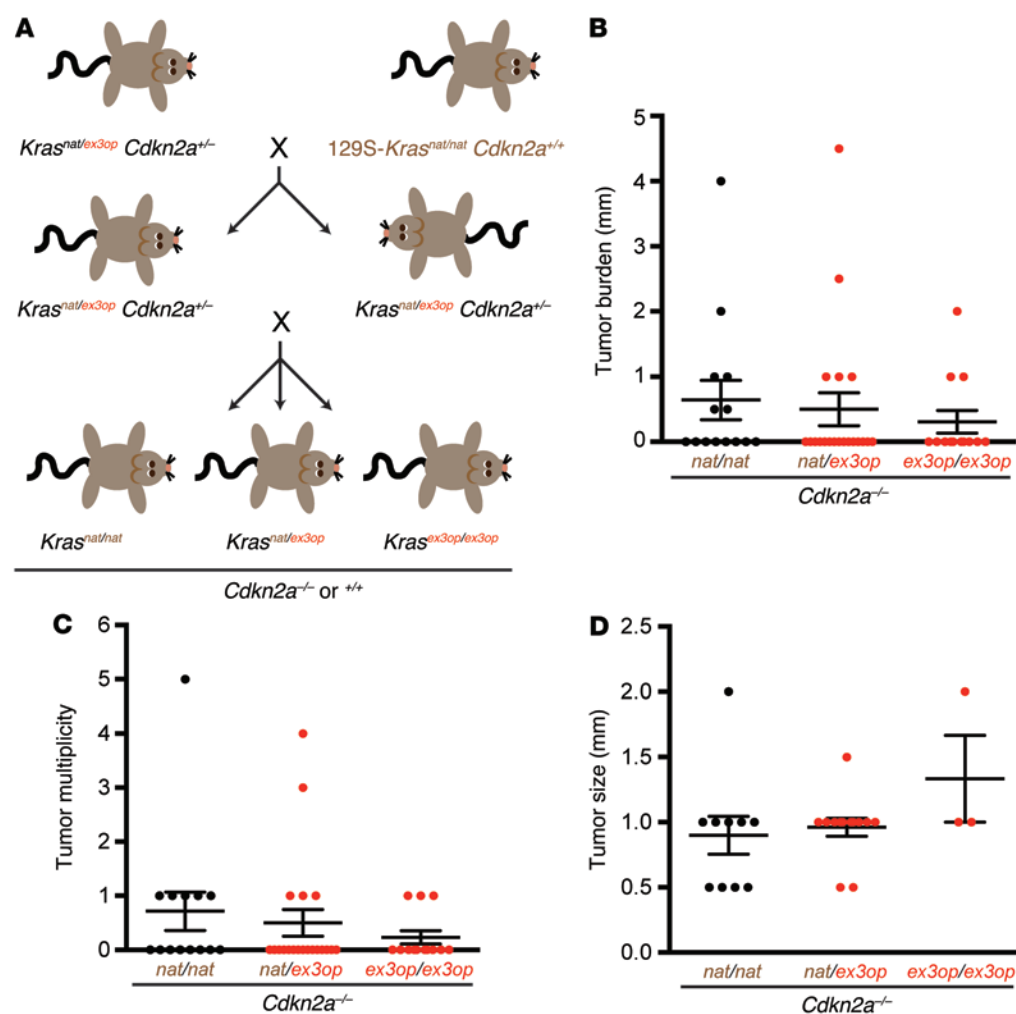 A
Kras^nat/ex3op Cdkn2a^+/–
X
129S-Kras^nat/nat Cdkn2a^+/+
Kras^nat/ex3op Cdkn2a^+/–
Kras^nat/ex3op Cdkn2a^+/–
X
Kras^nat/nat
Kras^nat/ex3op
Kras^ex3op/ex3op
Cdkn2a^–/– or ^+/+
B
Tumor burden (mm)
5
4
3
2
1
0
nat/nat
nat/ex3op
ex3op/ex3op
Cdkn2a^–/–
C
Tumor multiplicity
6
5
4
3
2
1
0
nat/nat
nat/ex3op
ex3op/ex3op
Cdkn2a^–/–
D
Tumor size (mm)
2.5
2.0
1.5
1.0
0.5
0.0
nat/nat
nat/ex3op
ex3op/ex3op
Cdkn2a^–/–